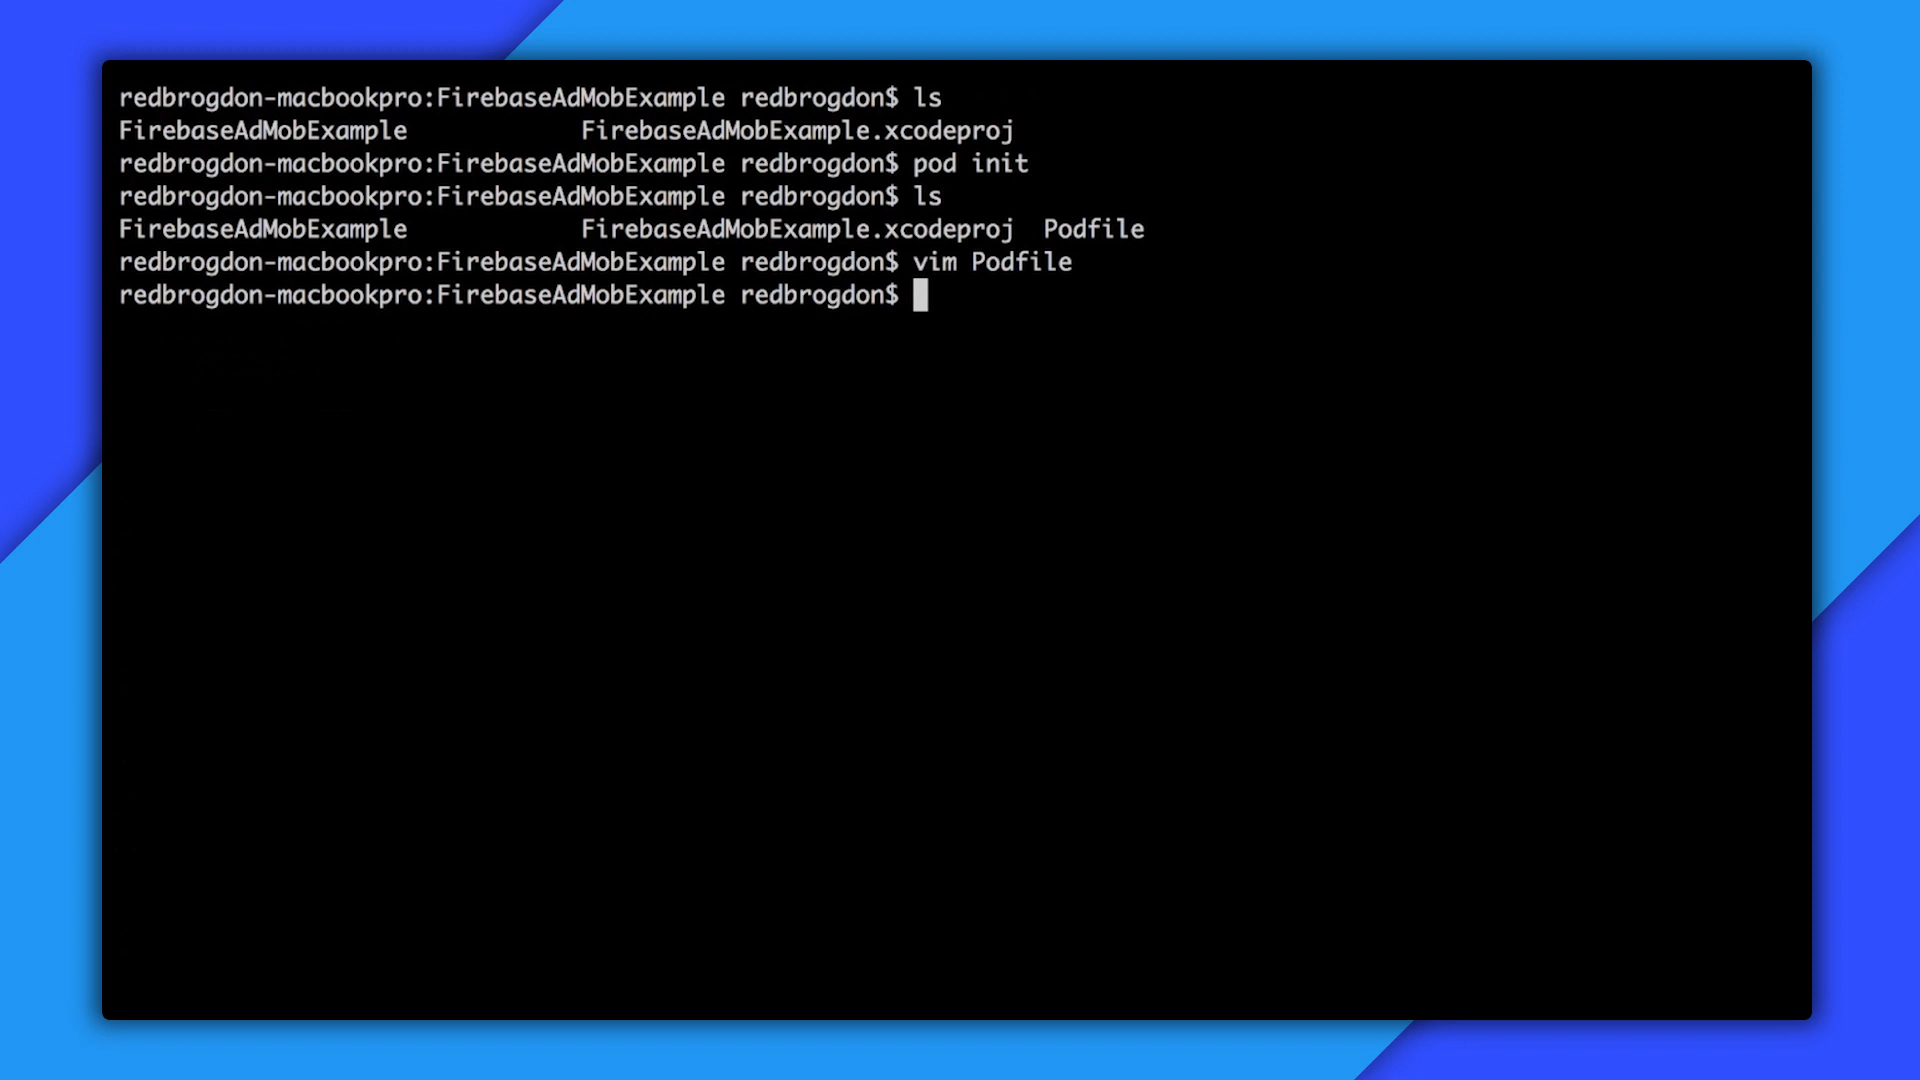 redbrogdon-macbookpro:FirebaseAdMobExample redbrogdon$ ls
FirebaseAdMobExample            FirebaseAdMobExample.xcodeproj
redbrogdon-macbookpro:FirebaseAdMobExample redbrogdon$ pod init
redbrogdon-macbookpro:FirebaseAdMobExample redbrogdon$ ls
FirebaseAdMobExample            FirebaseAdMobExample.xcodeproj  Podfile
redbrogdon-macbookpro:FirebaseAdMobExample redbrogdon$ vim Podfile
redbrogdon-macbookpro:FirebaseAdMobExample redbrogdon$